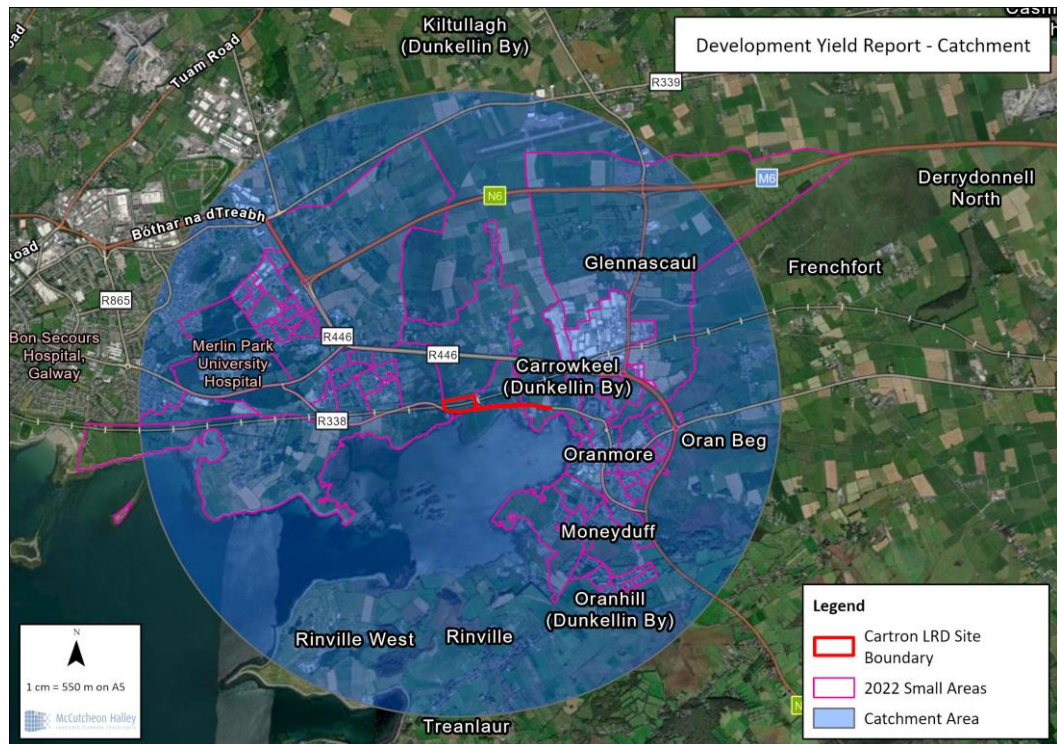 Kiltullagh
(Dunkellin By)
Development Yield Report - Catchment
Tuam Road
R339
N6
M6
Derrydonnell
North
Bóthar na dTreabh
Road
Glennascaul
Frenchfort
R865
Bon Secours
Hospital,
Galway
Merlin Park
University
Hospital
R446
R446
Carrowkeel
(Dunkellin By)
R338
Oran Beg
Oranmore
Moneyduff
Oranhill
(Dunkellin By)
Rinville West
Rinville
Treanlaur
N
1 cm = 550 m on A5
McCutcheon Halley
Legend
Cartron LRD Site
Boundary
2022 Small Areas
Catchment Area